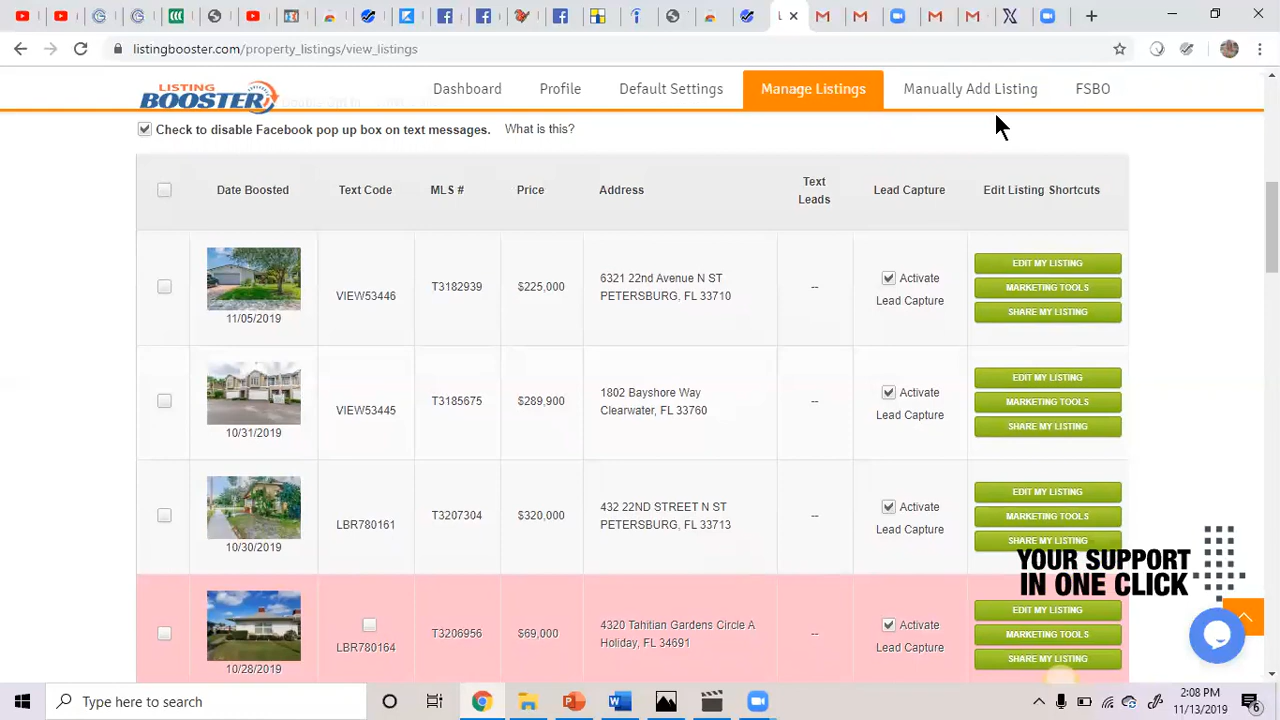 listingbooster.com/property_listings/view_listings
LISTING
BOOSTER
Dashboard
Profile
Default Settings
Manage Listings
Manually Add Listing
FSBO
Check to disable Facebook pop up box on text messages.
What is this?
Date Boosted
Text Code
MLS #
Price
Address
Text
Leads
Lead Capture
Edit Listing Shortcuts
11/05/2019
VIEW53446
T3182939
$225,000
6321 22nd Avenue N ST
PETERSBURG, FL 33710
--
Activate
Lead Capture
EDIT MY LISTING
MARKETING TOOLS
SHARE MY LISTING
10/31/2019
VIEW53445
T3185675
$289,900
1802 Bayshore Way
Clearwater, FL 33760
--
Activate
Lead Capture
EDIT MY LISTING
MARKETING TOOLS
SHARE MY LISTING
10/30/2019
LBR780161
T3207304
$320,000
432 22ND STREET N ST
PETERSBURG, FL 33713
--
Activate
Lead Capture
EDIT MY LISTING
MARKETING TOOLS
SHARE MY LISTING
YOUR SUPPORT
IN ONE CLICK
10/28/2019
LBR780164
T3206956
$69,000
4320 Tahitian Gardens Circle A
Holiday, FL 34691
--
Activate
Lead Capture
EDIT MY LISTING
MARKETING TOOLS
SHARE MY LISTING
Type here to search
2:08 PM
11/13/2019
6